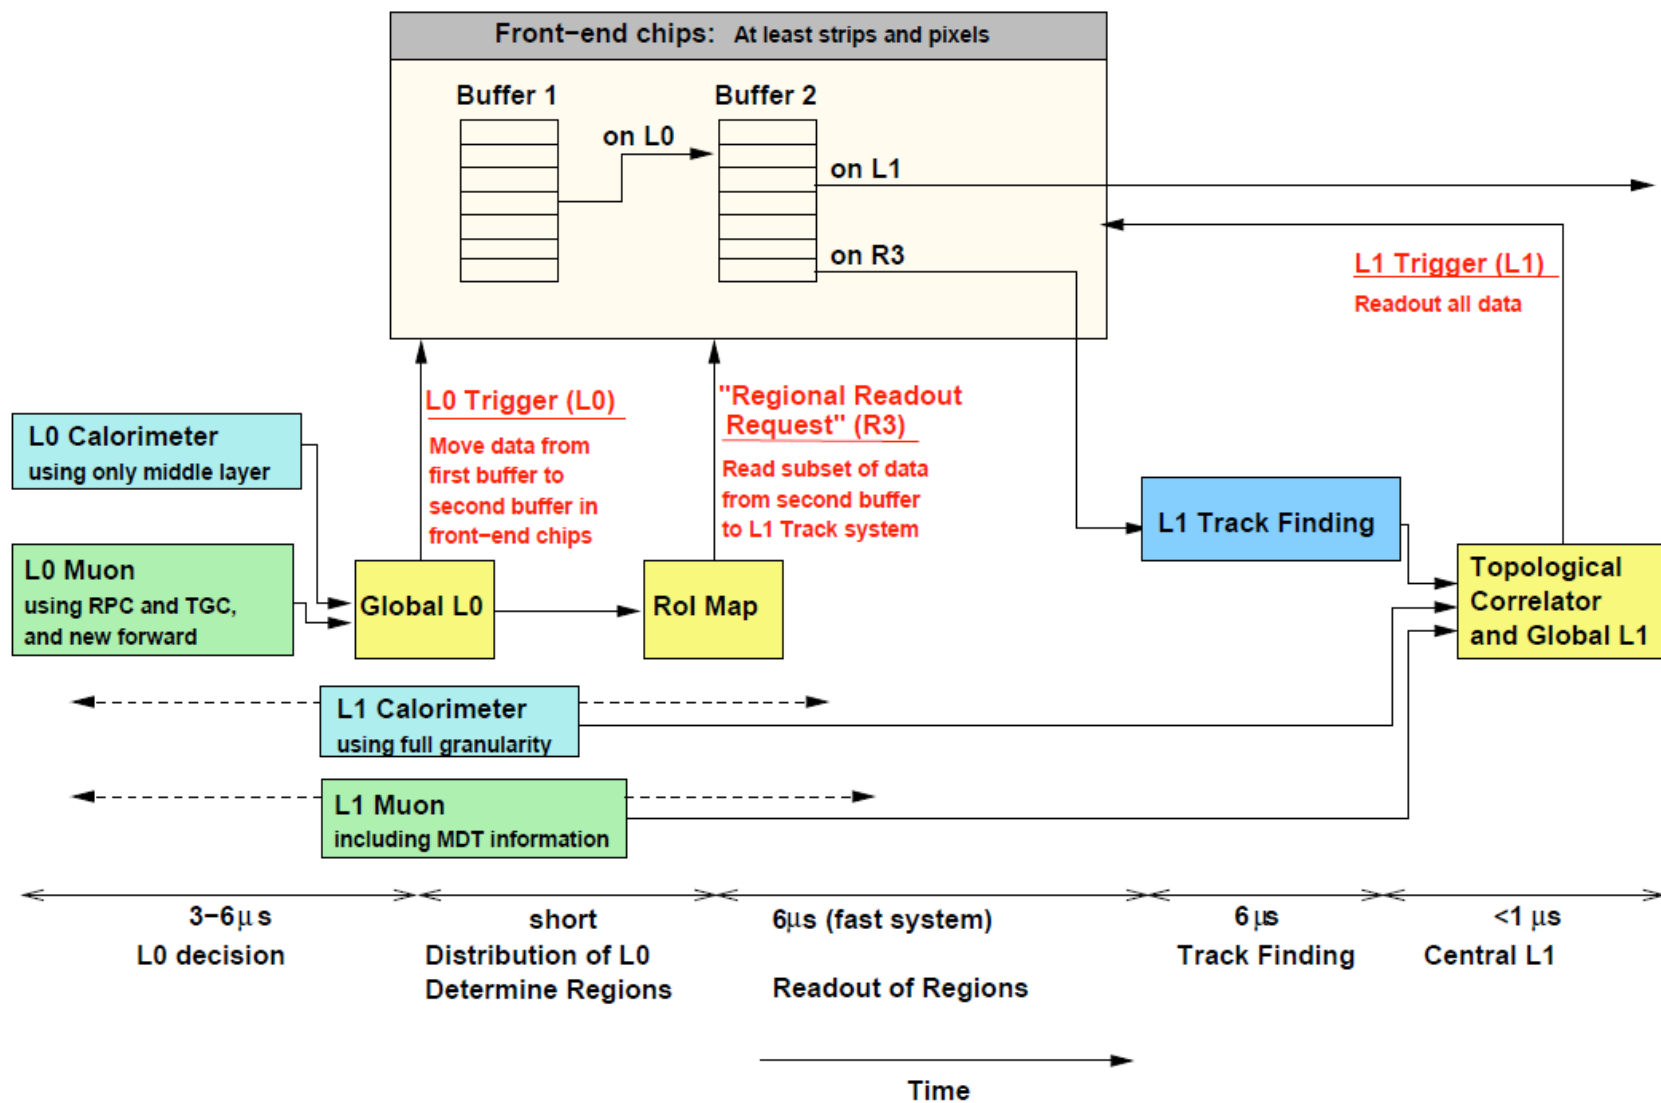 Front−end chips: At least strips and pixels
Buffer 1
Buffer 2
on L0
on L1
on R3
L1 Trigger (L1)
Readout all data
L0 Trigger (L0)
Move data from
first buffer to
second buffer in
front−end chips
"Regional Readout
Request" (R3)
Read subset of data
from second buffer
to L1 Track system
L0 Calorimeter
using only middle layer
L0 Muon
using RPC and TGC,
and new forward
Global L0
RoI Map
L1 Track Finding
Topological
Correlator
and Global L1
L1 Calorimeter
using full granularity
L1 Muon
including MDT information
3−6μs
L0 decision
short
Distribution of L0
Determine Regions
6μs (fast system)
Readout of Regions
6μs
Track Finding
<1 μs
Central L1
Time